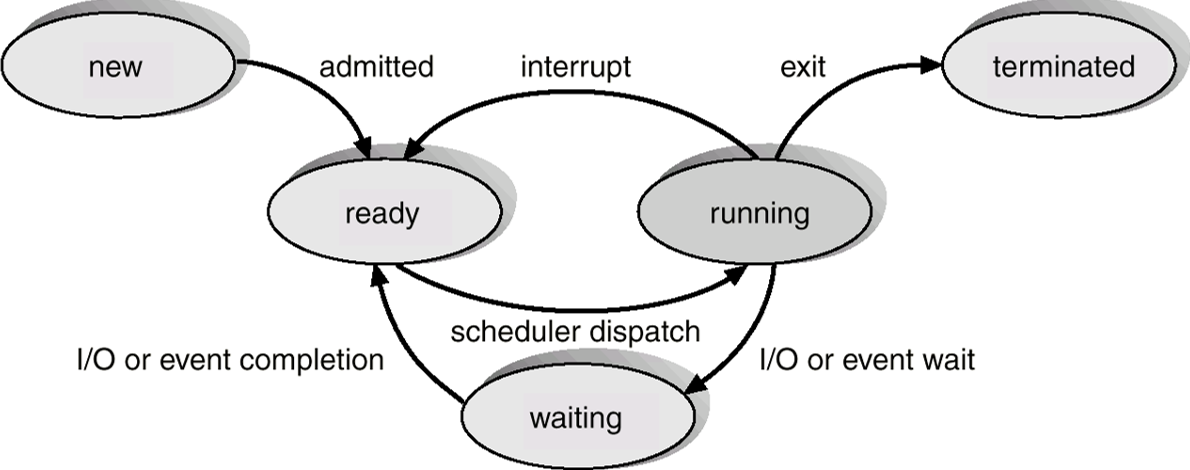 new
admitted
interrupt
exit
terminated
ready
running
scheduler dispatch
I/O or event completion
I/O or event wait
waiting